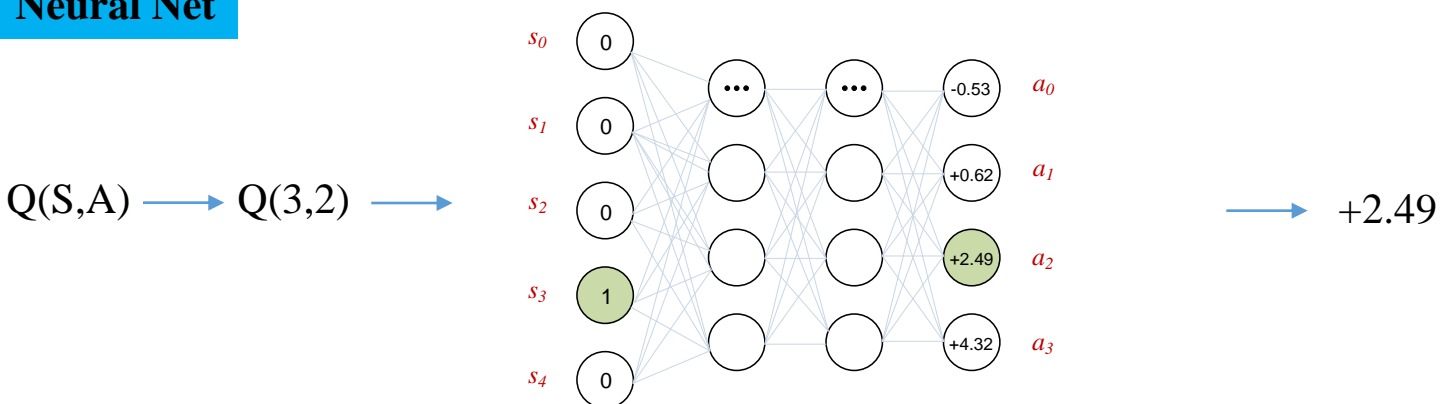 Neural Net
s0 0
... ... -0.53 a0
s1 0
+0.62 a1
Q(S,A) Q(3,2) s2 0 +2.49
+2.49 a2
s3 1
+4.32 a3
s4 0